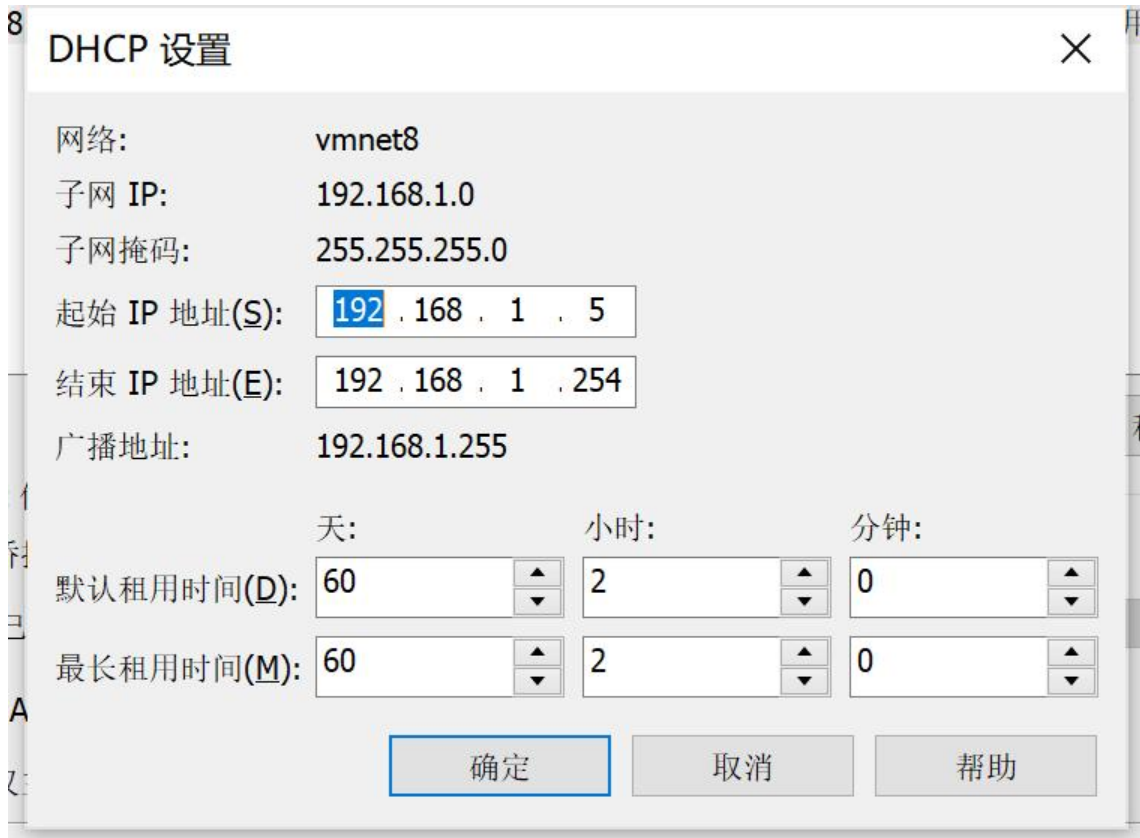 8
DHCP 设置
网络: vmnet8
子网 IP: 192.168.1.0
子网掩码: 255.255.255.0
起始 IP 地址(S): 192 . 168 . 1 . 5
结束 IP 地址(E): 192 . 168 . 1 . 254
广播地址: 192.168.1.255
天: 小时: 分钟:
默认租用时间(D): 60 2 0
最长租用时间(M): 60 2 0
A
确定 取消 帮助